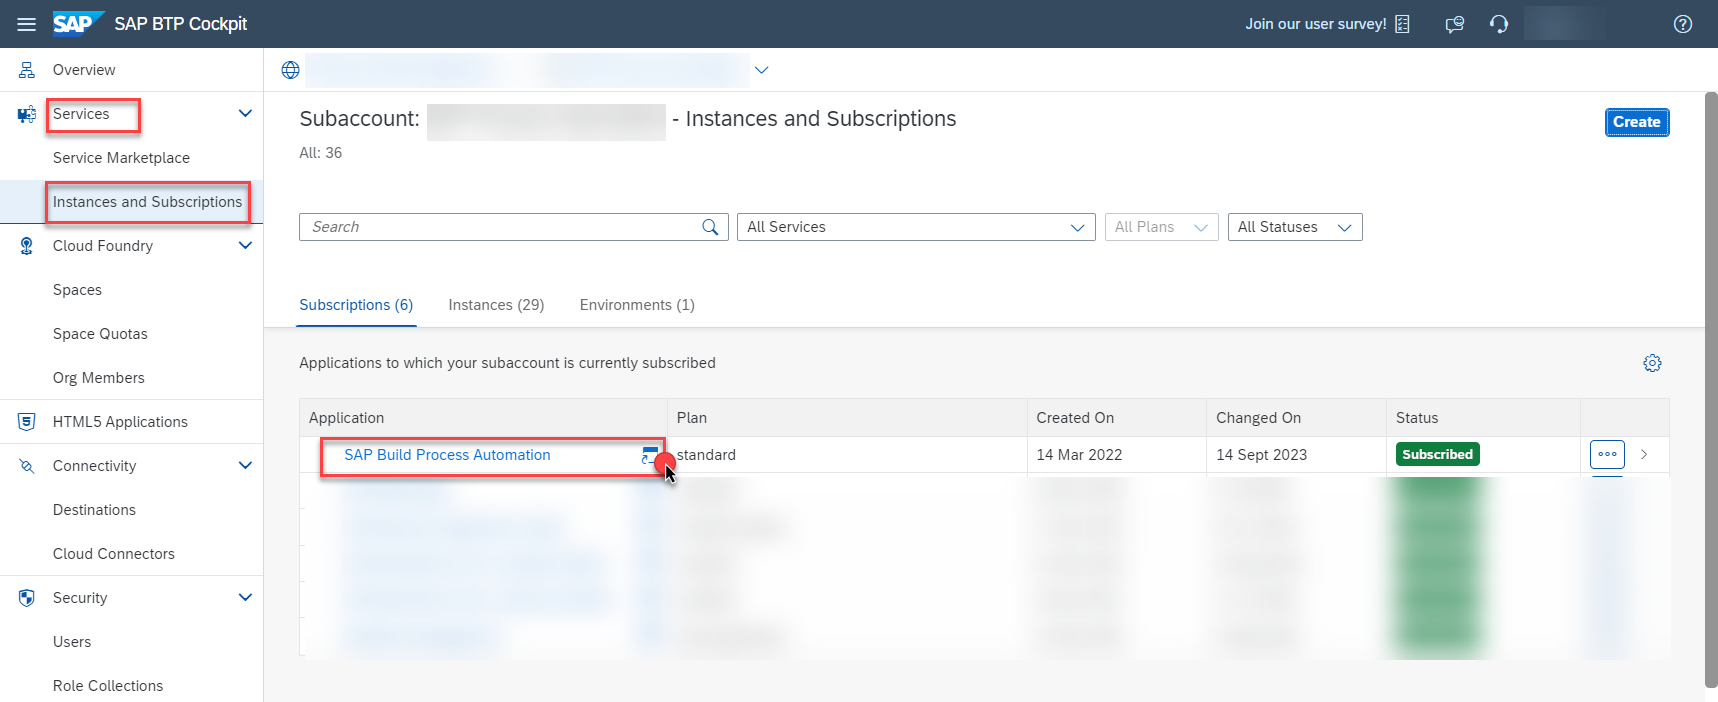 SAP SAP BTP Cockpit
Join our user survey!
Overview
Services
Service Marketplace
Instances and Subscriptions
Cloud Foundry
Spaces
Space Quotas
Org Members
HTML5 Applications
Connectivity
Destinations
Cloud Connectors
Security
Users
Role Collections
Subaccount: - Instances and Subscriptions
Create
All: 36
Search
All Services
All Plans
All Statuses
Subscriptions (6) Instances (29) Environments (1)
Applications to which your subaccount is currently subscribed
Application Plan Created On Changed On Status
SAP Build Process Automation standard 14 Mar 2022 14 Sept 2023 Subscribed